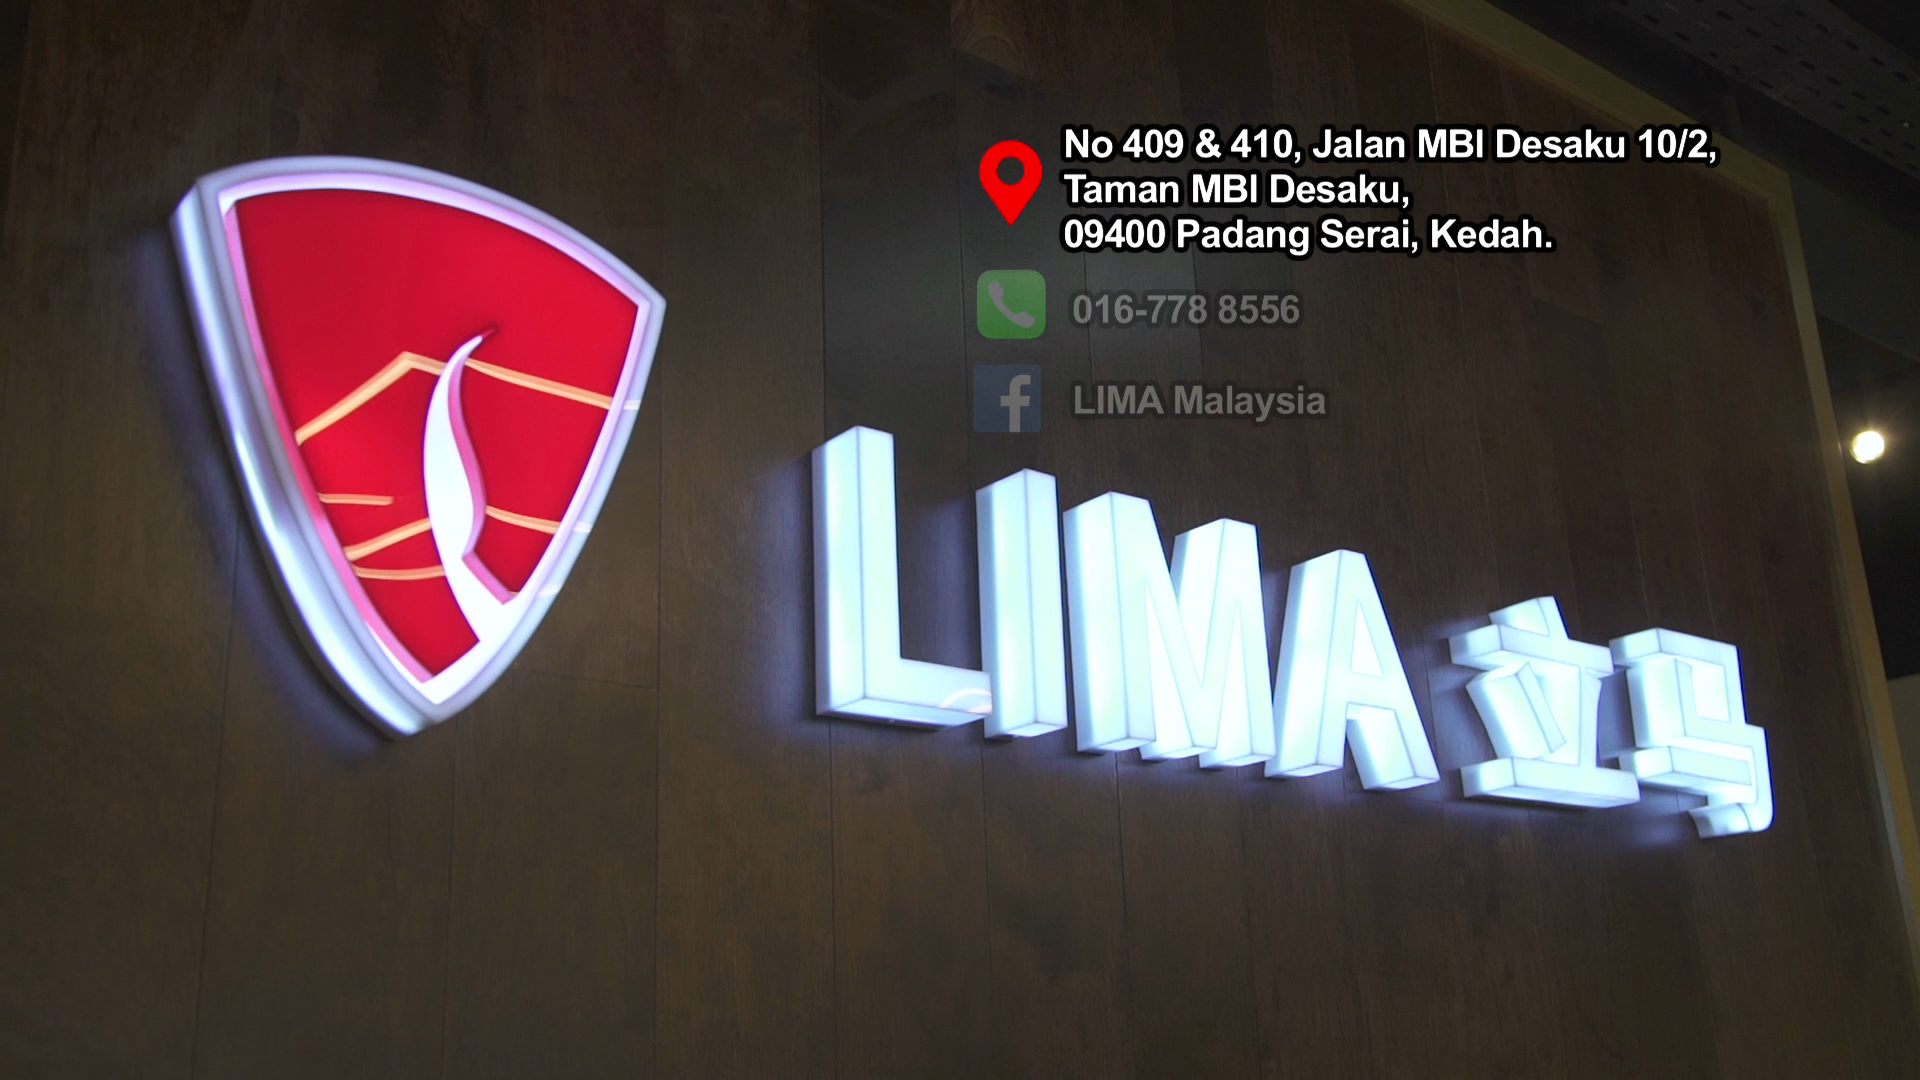 No 409 & 410, Jalan MBI Desaku 10/2,
Taman MBI Desaku,
09400 Padang Serai, Kedah.
016-778 8556
f LIMA Malaysia
LIMA 立马